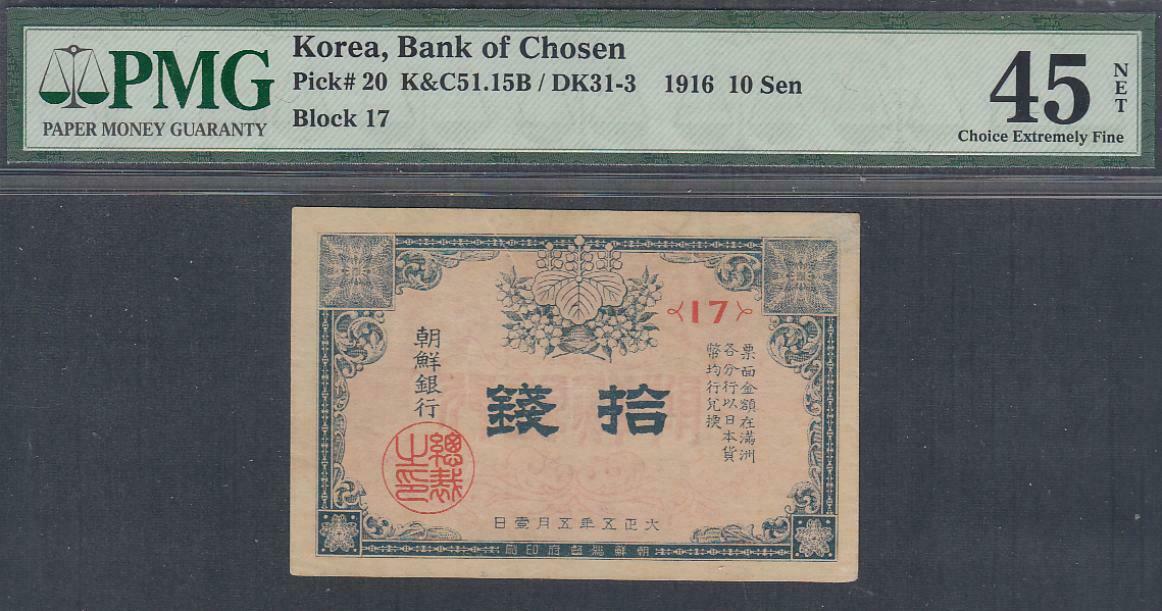 PMG
PAPER MONEY GUARANTY
Korea, Bank of Chosen
Pick# 20 K&C51.15B / DK31-3 1916 10 Sen
Block 17
45
NET
Choice Extremely Fine
17
票面金額在滿洲
各分行以日本貨
幣均行兌換
拾錢
朝鮮銀行
總裁之印
大正五年五月壹日
朝鮮總督府印刷